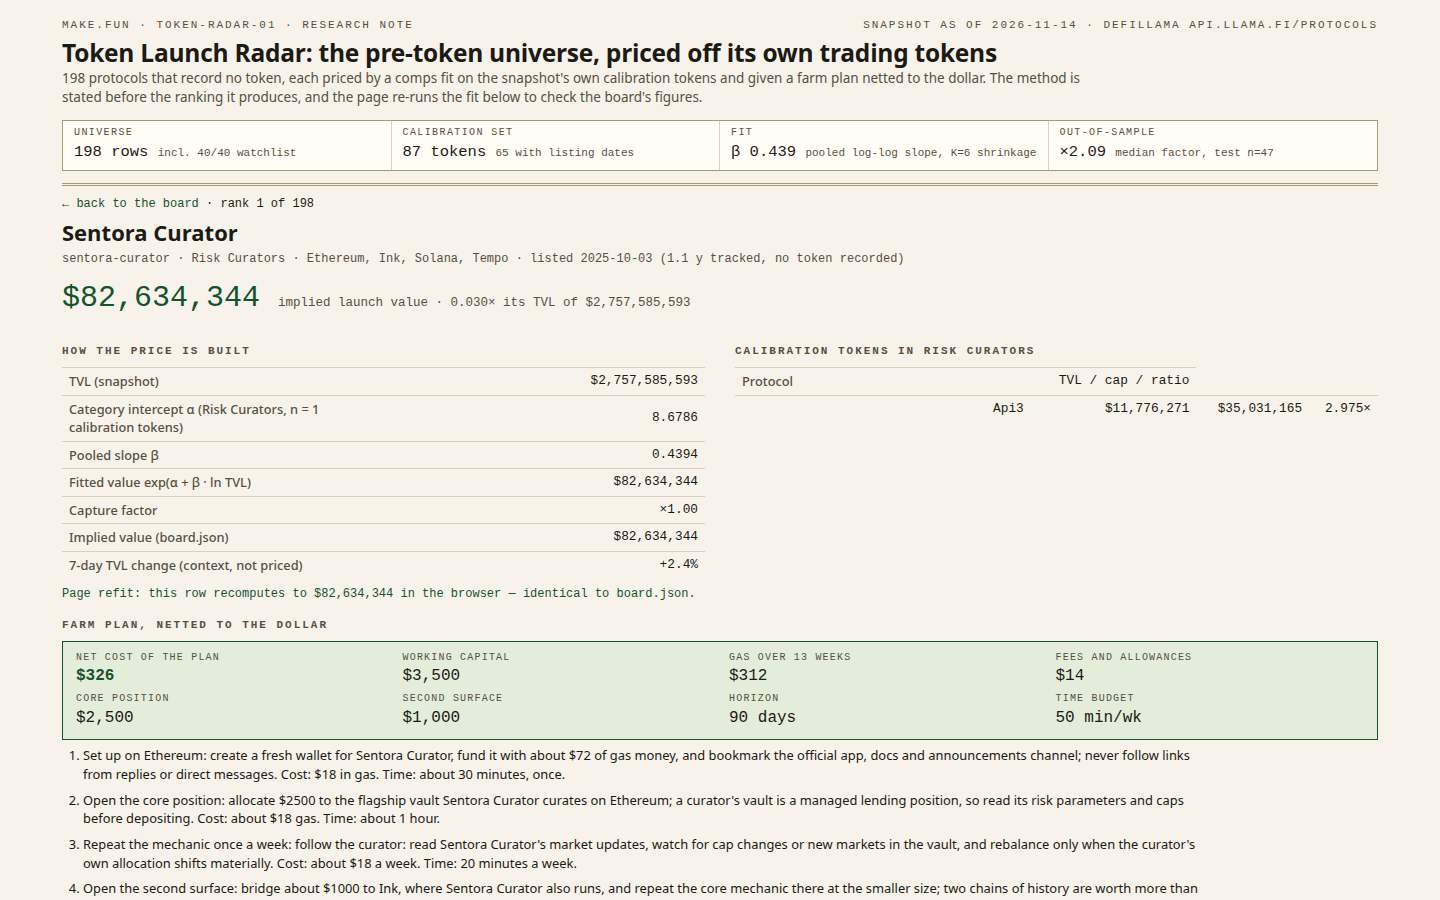 MAKE.FUN · TOKEN-RADAR-01 · RESEARCH NOTE
SNAPSHOT AS OF 2026-11-14 · DEFILLAMA API.LLAMA.FI/PROTOCOLS
Token Launch Radar: the pre-token universe, priced off its own trading tokens
198 protocols that record no token, each priced by a comps fit on the snapshot's own calibration tokens and given a farm plan netted to the dollar. The method is
stated before the ranking it produces, and the page re-runs the fit below to check the board's figures.
UNIVERSE
198 rows incl. 40/40 watchlist
CALIBRATION SET
87 tokens 65 with listing dates
FIT
β 0.439 pooled log-log slope, K=6 shrinkage
OUT-OF-SAMPLE
×2.09 median factor, test n=47
← back to the board · rank 1 of 198
Sentora Curator
sentora-curator · Risk Curators · Ethereum, Ink, Solana, Tempo · listed 2025-10-03 (1.1 y tracked, no token recorded)
$82,634,344 implied launch value · 0.030× its TVL of $2,757,585,593
HOW THE PRICE IS BUILT
TVL (snapshot) $2,757,585,593
Category intercept α (Risk Curators, n = 1
calibration tokens) 8.6786
Pooled slope β 0.4394
Fitted value exp(α + β · ln TVL) $82,634,344
Capture factor ×1.00
Implied value (board.json) $82,634,344
7-day TVL change (context, not priced) +2.4%
Page refit: this row recomputes to $82,634,344 in the browser — identical to board.json.
CALIBRATION TOKENS IN RISK CURATORS
Protocol TVL / cap / ratio
Api3 $11,776,271 $35,031,165 2.975×
FARM PLAN, NETTED TO THE DOLLAR
NET COST OF THE PLAN
$326
WORKING CAPITAL
$3,500
GAS OVER 13 WEEKS
$312
FEES AND ALLOWANCES
$14
CORE POSITION
$2,500
SECOND SURFACE
$1,000
HORIZON
90 days
TIME BUDGET
50 min/wk
1. Set up on Ethereum: create a fresh wallet for Sentora Curator, fund it with about $72 of gas money, and bookmark the official app, docs and announcements channel; never follow links
from replies or direct messages. Cost: $18 in gas. Time: about 30 minutes, once.
2. Open the core position: allocate $2500 to the flagship vault Sentora Curator curates on Ethereum; a curator's vault is a managed lending position, so read its risk parameters and caps
before depositing. Cost: about $18 gas. Time: about 1 hour.
3. Repeat the mechanic once a week: follow the curator: read Sentora Curator's market updates, watch for cap changes or new markets in the vault, and rebalance only when the curator's
own allocation shifts materially. Cost: about $18 a week. Time: 20 minutes a week.
4. Open the second surface: bridge about $1000 to Ink, where Sentora Curator also runs, and repeat the core mechanic there at the smaller size; two chains of history are worth more than